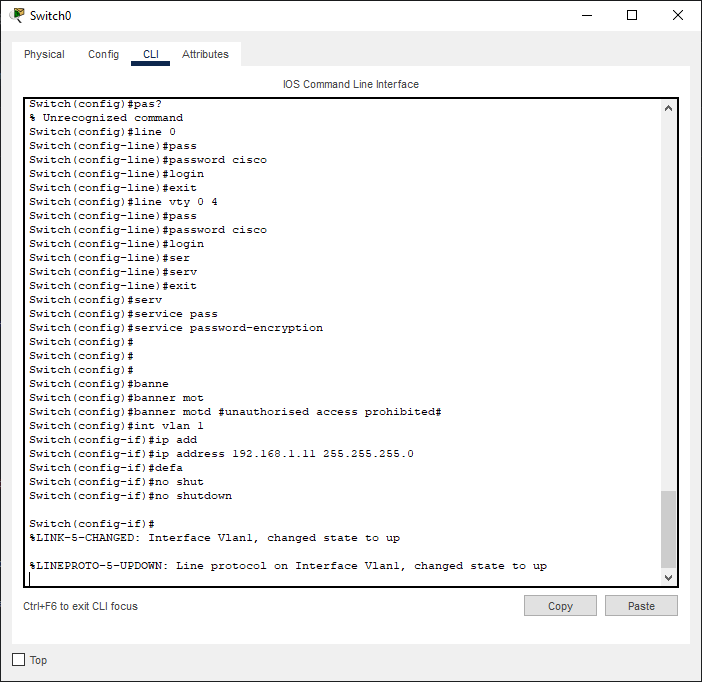 Switch0
Physical Config CLI Attributes
IOS Command Line Interface
Switch(config)#pas?
% Unrecognized command
Switch(config)#line 0
Switch(config-line)#pass
Switch(config-line)#password cisco
Switch(config-line)#login
Switch(config-line)#exit
Switch(config)#line vty 0 4
Switch(config-line)#pass
Switch(config-line)#password cisco
Switch(config-line)#login
Switch(config-line)#ser
Switch(config-line)#serv
Switch(config-line)#exit
Switch(config)#serv
Switch(config)#service pass
Switch(config)#service password-encryption
Switch(config)#
Switch(config)#
Switch(config)#
Switch(config)#banne
Switch(config)#banner mot
Switch(config)#banner motd #unauthorised access prohibited#
Switch(config)#int vlan 1
Switch(config-if)#ip add
Switch(config-if)#ip address 192.168.1.11 255.255.255.0
Switch(config-if)#defa
Switch(config-if)#no shut
Switch(config-if)#no shutdown
Switch(config-if)#
%LINK-5-CHANGED: Interface Vlan1, changed state to up
%LINEPROTO-5-UPDOWN: Line protocol on Interface Vlan1, changed state to up
Ctrl+F6 to exit CLI focus
Copy Paste
Top